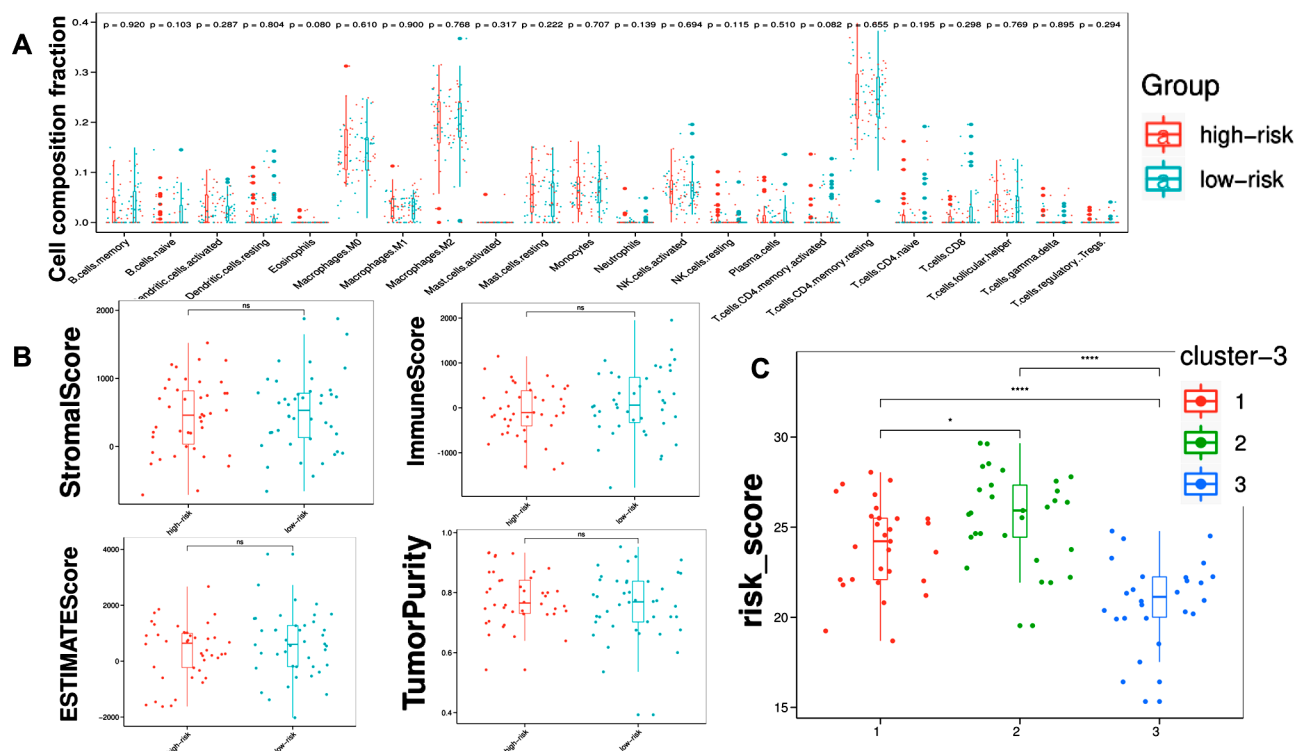 A
Cell composition fraction
0.4
0.3
0.2
0.1
0.0
p = 0.920 p = 0.103 p = 0.287 p = 0.804 p = 0.080 p = 0.610 p = 0.900 p = 0.768 p = 0.317 p = 0.222 p = 0.707 p = 0.139 p = 0.694 p = 0.115 p = 0.510 p = 0.082 p = 0.655 p = 0.195 p = 0.298 p = 0.769 p = 0.895 p = 0.294
B.cells.memory
B.cells.naive
Dendritic.cells.activated
Dendritic.cells.resting
Eosinophils
Macrophages.M0
Macrophages.M1
Macrophages.M2
Mast.cells.activated
Mast.cells.resting
Monocytes
Neutrophils
NK.cells.activated
NK.cells.resting
Plasma.cells
T.cells.CD4.memory.activated
T.cells.CD4.memory.resting
T.cells.CD4.naive
T.cells.CD8
T.cells.follicular.helper
T.cells.gamma.delta
T.cells.regulatory..Tregs.
Group
a high-risk
a low-risk
B
StromalScore
2000
1000
0
ns
high-risk
low-risk
ImmuneScore
2000
1000
0
-1000
ns
high-risk
low-risk
ESTIMATEScore
4000
2000
0
-2000
ns
high-risk
low-risk
TumorPurity
1.0
0.8
0.6
0.4
ns
high-risk
low-risk
C
risk_score
30
25
20
15
****
****
*
1
2
3
cluster-3
1
2
3